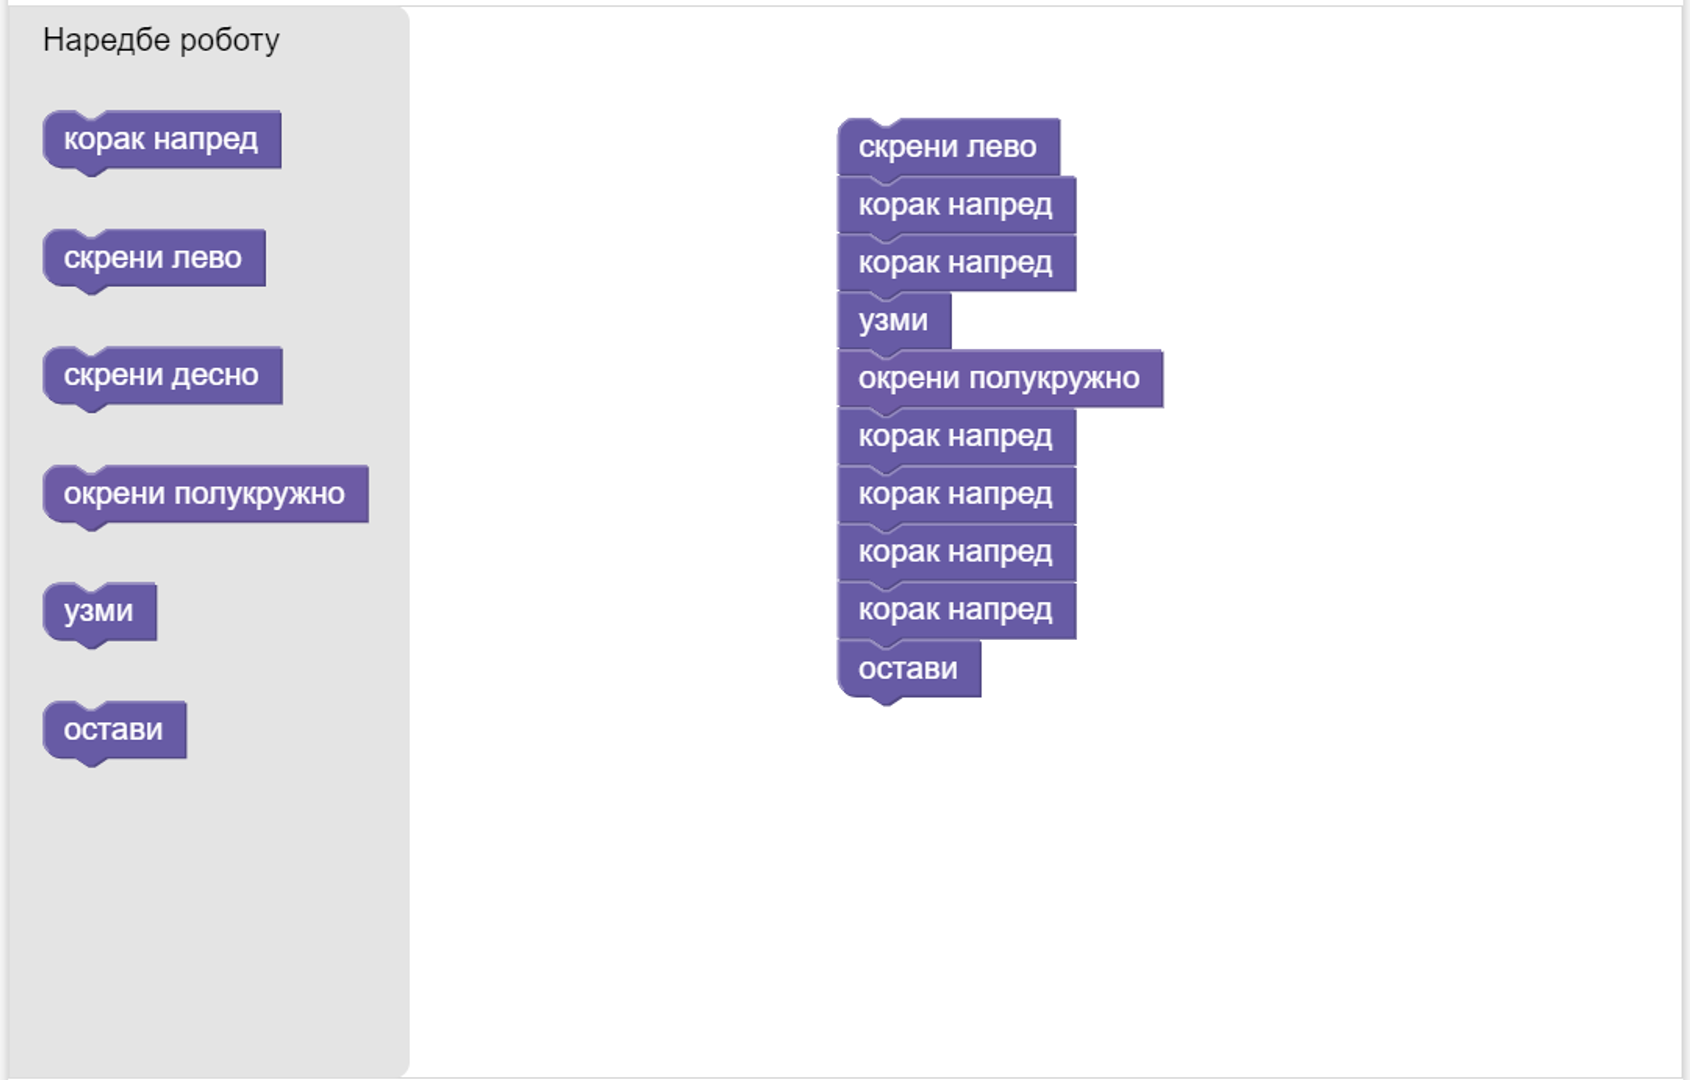 Наредбе роботу
корак напред
скрени лево
скрени десно
окрени полукружно
узми
остави
скрени лево
корак напред
корак напред
узми
окрени полукружно
корак напред
корак напред
корак напред
корак напред
остави